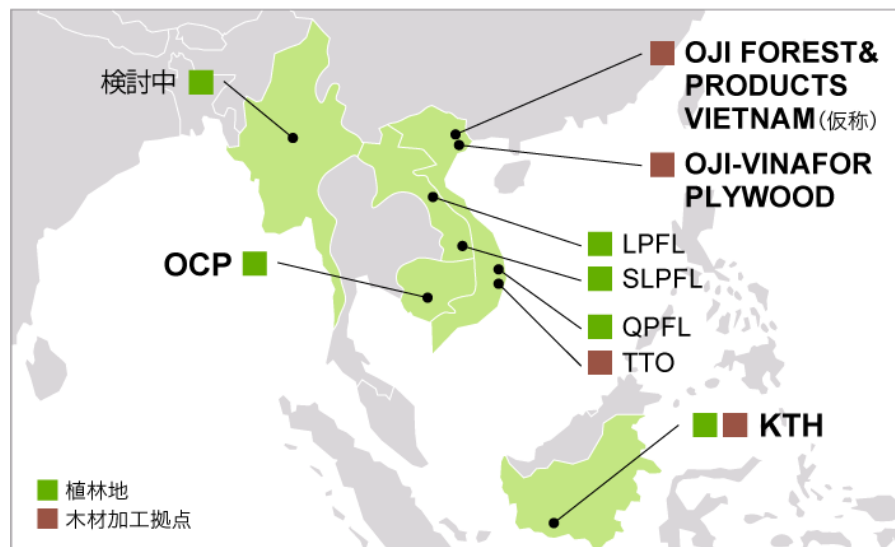 検討中
OJI FOREST&
PRODUCTS
VIETNAM(仮称)
OJI-VINAFOR
PLYWOOD
LPFL
OCP
SLPFL
QPFL
TTO
KTH
植林地
木材加工拠点